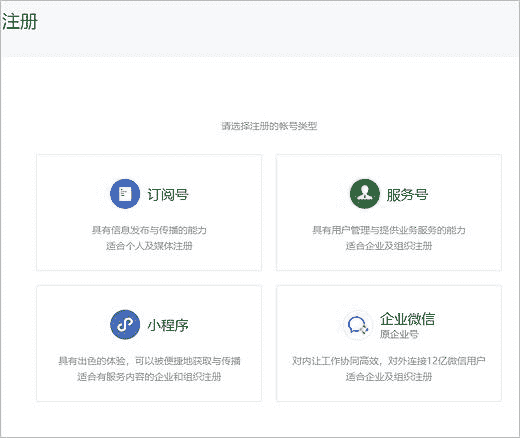 注册
请选择注册的帐号类型
订阅号
具有信息发布与传播的能力
适合个人及媒体注册
服务号
具有用户管理与提供业务服务的能力
适合企业及组织注册
小程序
具有出色的体验，可以被便捷地获取与传播
适合有服务内容的企业和组织注册
企业微信
原企业号
对内让工作协同高效，对外连接12亿微信用户
适合企业及组织注册